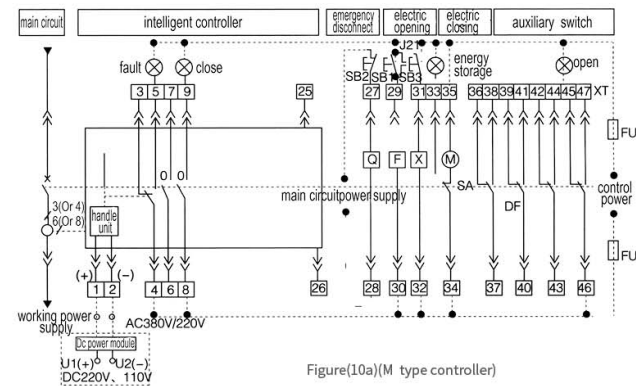 main circuit
intelligent controller
emergency disconnect
electric opening
electric closing
auxiliary switch
J21
fault
close
SB2 SB1 SB3
energy storage
open
3 5 7 9
25
27 29 31 33 35
36 38 39 41 42 44 45 47 XT
FU
0 0
Q F X M
3(Or 4)
6(Or 8)
handle unit
main circuitpower supply
SA
DF
control power
FU
(+) (−)
1 2
4 6 8
26
28 30 32 34
37 40 43 46
working power supply
AC380V/220V
Dc power module
U1(+) U2(−)
DC220V、110V
Figure(10a)(M type controller)